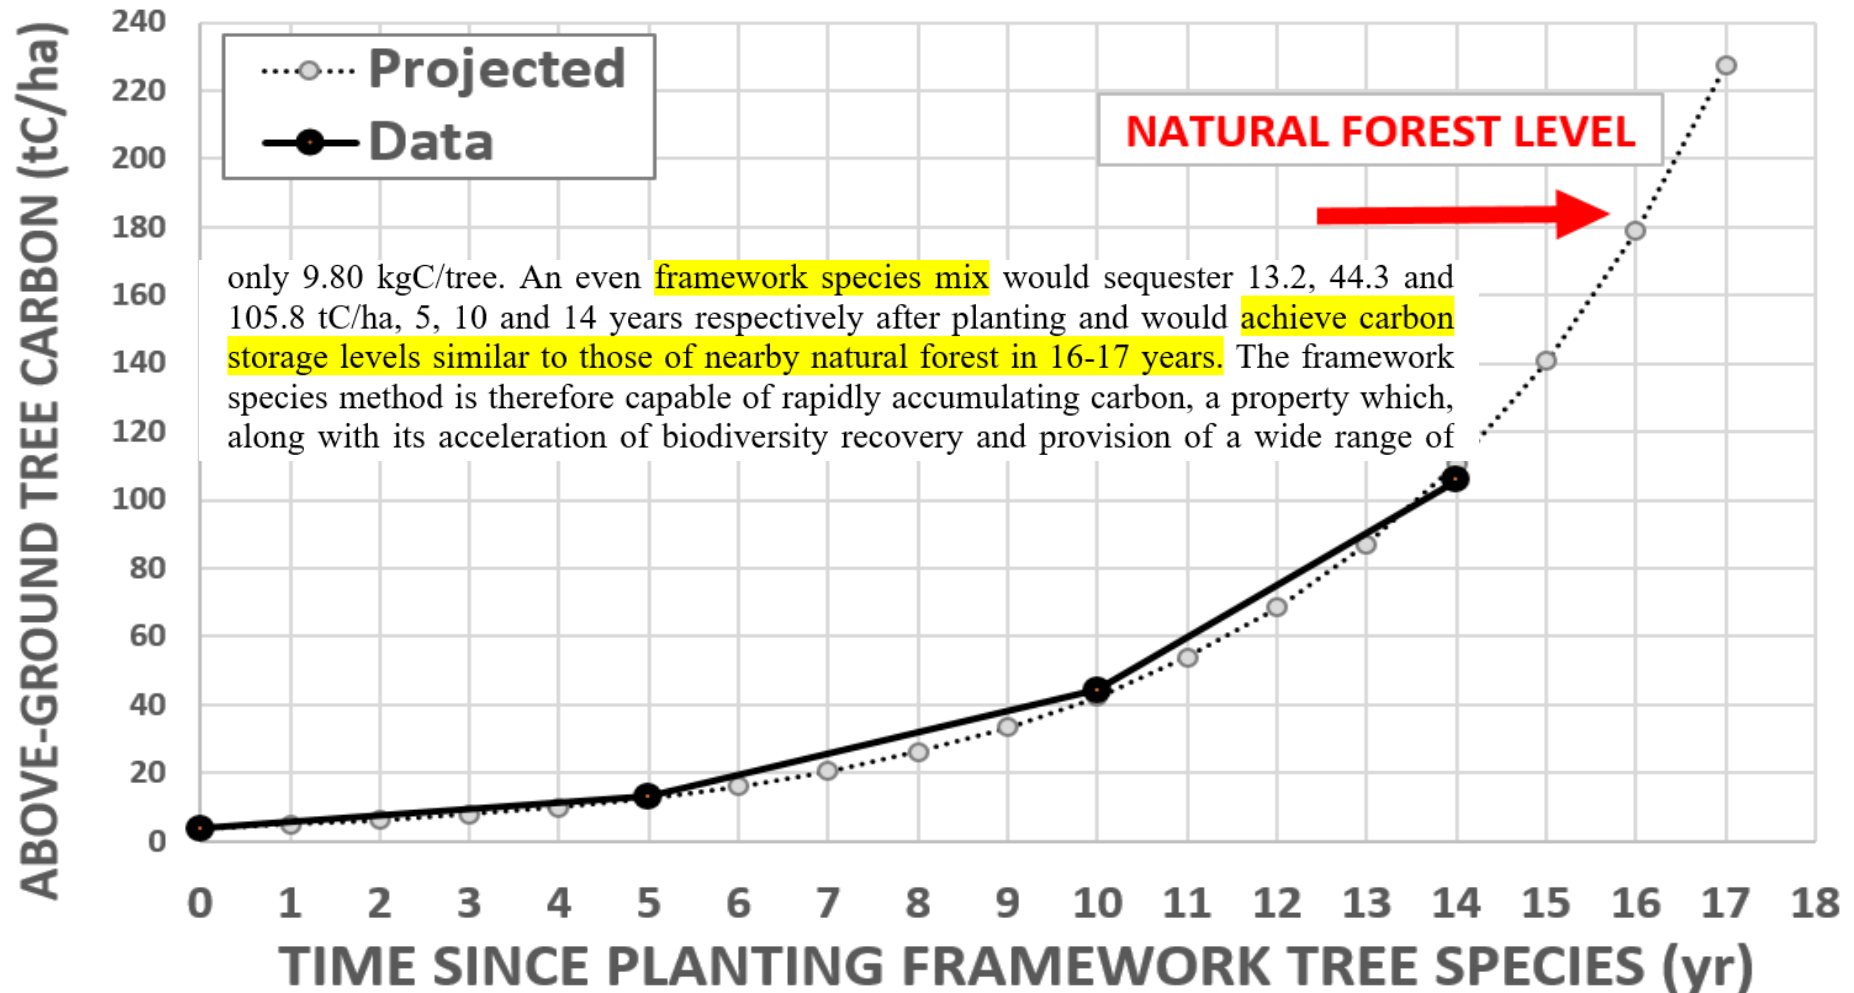 ABOVE-GROUND TREE CARBON (tC/ha)
240
220
200
180
160
140
120
100
80
60
40
20
0
Projected
Data
NATURAL FOREST LEVEL
only 9.80 kgC/tree. An even framework species mix would sequester 13.2, 44.3 and
105.8 tC/ha, 5, 10 and 14 years respectively after planting and would achieve carbon
storage levels similar to those of nearby natural forest in 16-17 years. The framework
species method is therefore capable of rapidly accumulating carbon, a property which,
along with its acceleration of biodiversity recovery and provision of a wide range of
0 1 2 3 4 5 6 7 8 9 10 11 12 13 14 15 16 17 18
TIME SINCE PLANTING FRAMEWORK TREE SPECIES (yr)